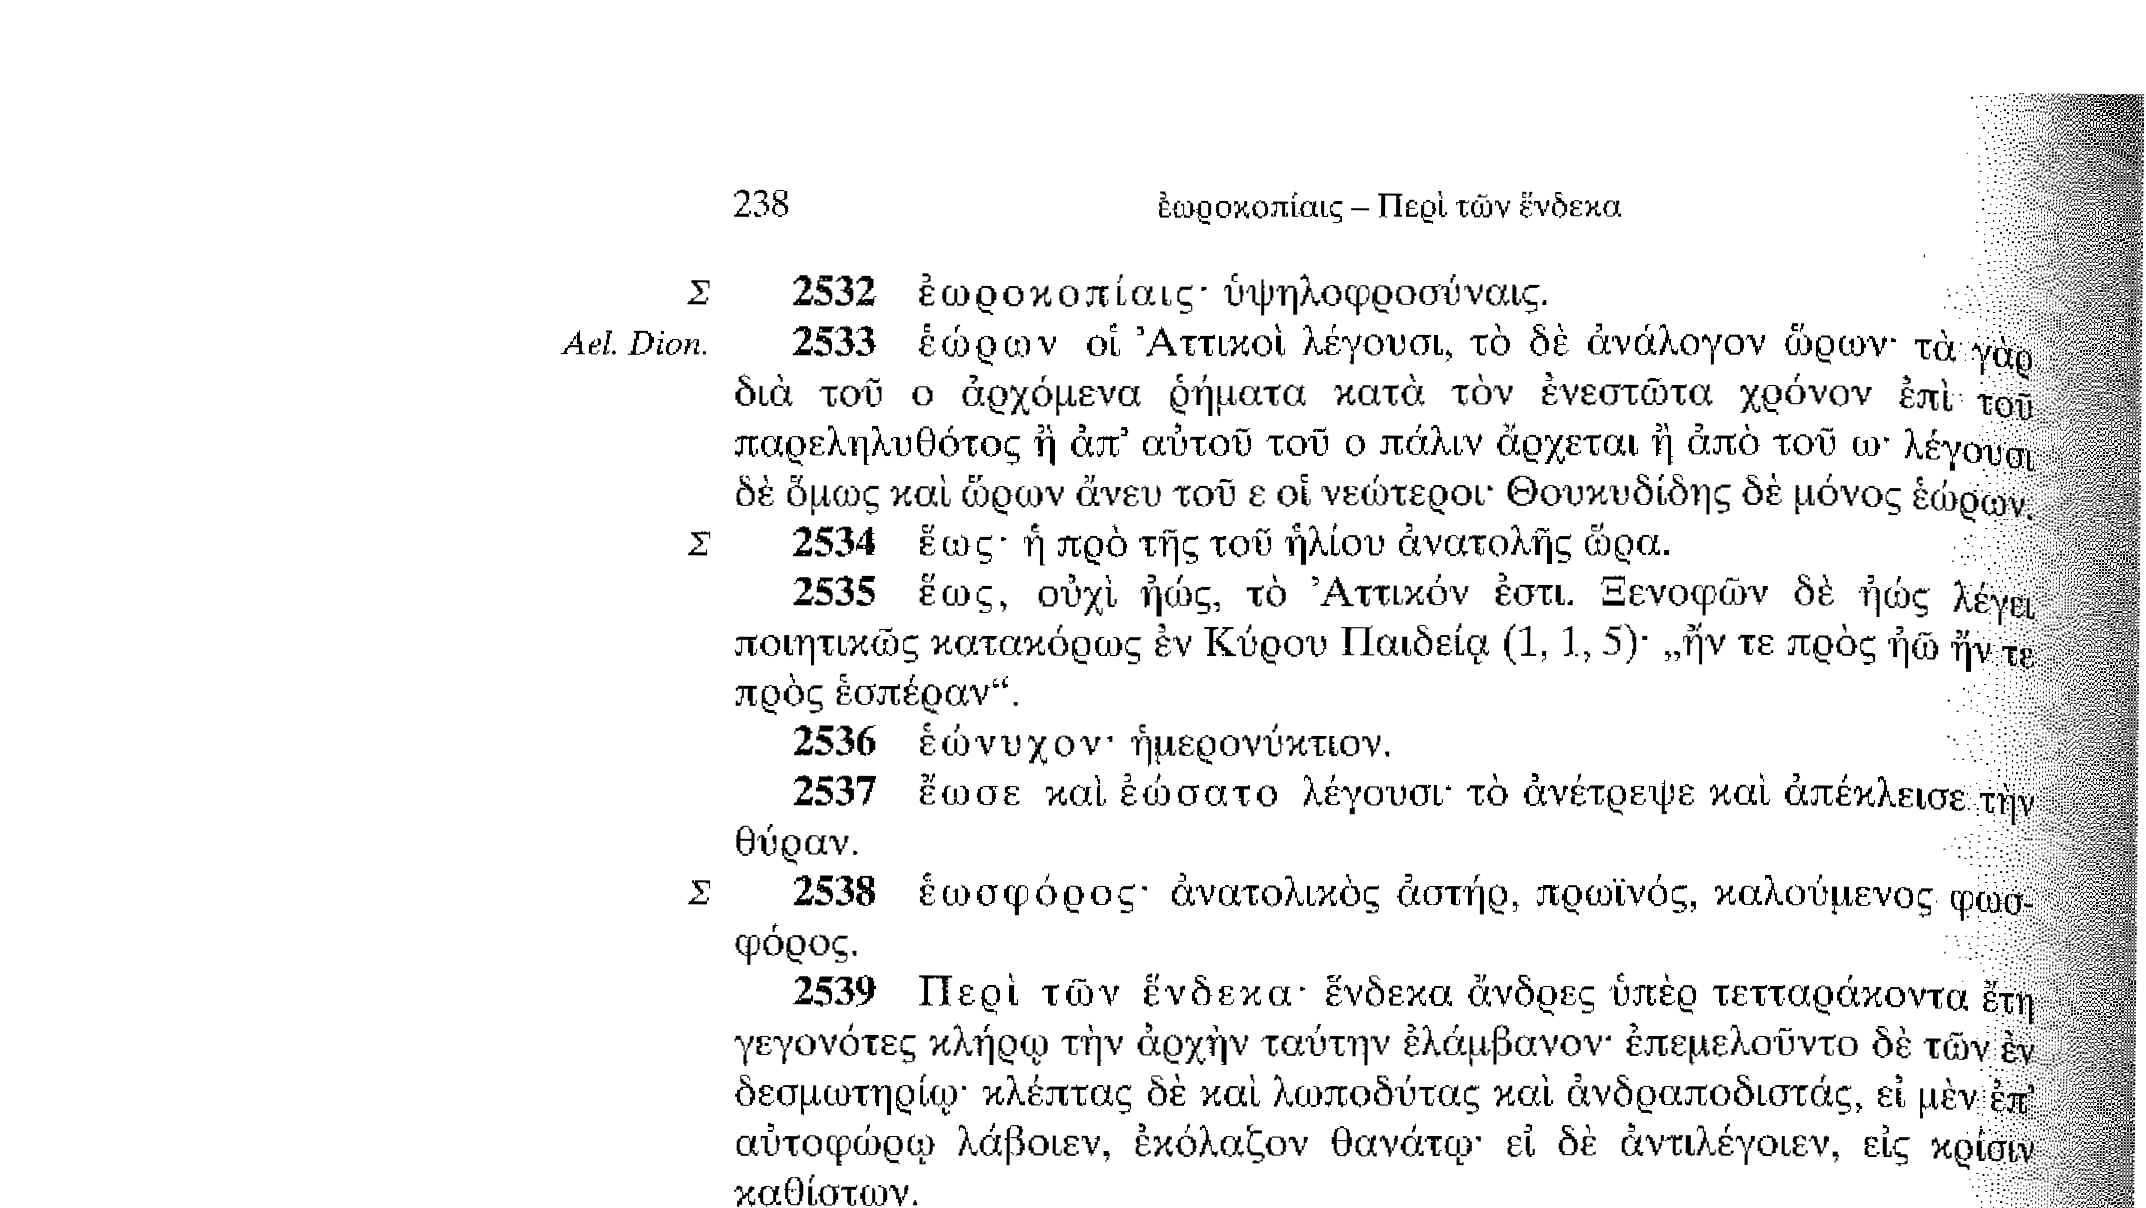 238 ἐωροκοπίαις – Περὶ τῶν ἕνδεκα
Σ 2532 ἐωροκοπίαις· ὑψηλοφροσύναις.
Ael. Dion. 2533 ἑώρων οἱ Ἀττικοὶ λέγουσι, τὸ δὲ ἀνάλογον ὥρων· τὰ γὰρ
διὰ τοῦ ο ἀρχόμενα ῥήματα κατὰ τὸν ἐνεστῶτα χρόνον ἐπὶ τοῦ
παρεληλυθότος ἢ ἀπ’ αὐτοῦ τοῦ ο πάλιν ἄρχεται ἢ ἀπὸ τοῦ ω· λέγουσι
δὲ ὅμως καὶ ὥρων ἄνευ τοῦ ε οἱ νεώτεροι· Θουκυδίδης δὲ μόνος ἑώρων.
Σ 2534 ἕως· ἡ πρὸ τῆς τοῦ ἡλίου ἀνατολῆς ὥρα.
2535 ἕως, οὐχὶ ἠώς, τὸ Ἀττικόν ἐστι. Ξενοφῶν δὲ ἠώς λέγει
ποιητικῶς κατακόρως ἐν Κύρου Παιδείᾳ (1, 1, 5)· „ἤν τε πρὸς ἠῶ ἤν τε
πρὸς ἑσπέραν“.
2536 ἑώνυχον· ἡμερονύκτιον.
2537 ἔωσε καὶ ἐώσατο λέγουσι· τὸ ἀνέτρεψε καὶ ἀπέκλεισε τὴν
θύραν.
Σ 2538 ἑωσφόρος· ἀνατολικὸς ἀστήρ, πρωϊνός, καλούμενος φωσ-
φόρος.
2539 Περὶ τῶν ἕνδεκα· ἕνδεκα ἄνδρες ὑπὲρ τετταράκοντα ἔτη
γεγονότες κλήρῳ τὴν ἀρχὴν ταύτην ἐλάμβανον· ἐπεμελοῦντο δὲ τῶν ἐν
δεσμωτηρίῳ· κλέπτας δὲ καὶ λωποδύτας καὶ ἀνδραποδιστάς, εἰ μὲν ἐπ’
αὐτοφώρῳ λάβοιεν, ἐκόλαζον θανάτῳ· εἰ δὲ ἀντιλέγοιεν, εἰς κρίσιν
καθίστων.